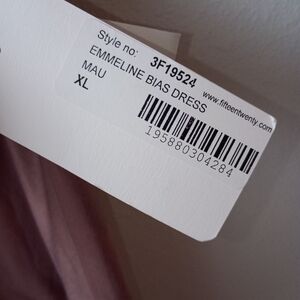 Style no: 3F19524
EMMELINE BIAS DRESS
MAU
XL
www.fifteentwenty.com
195880304284